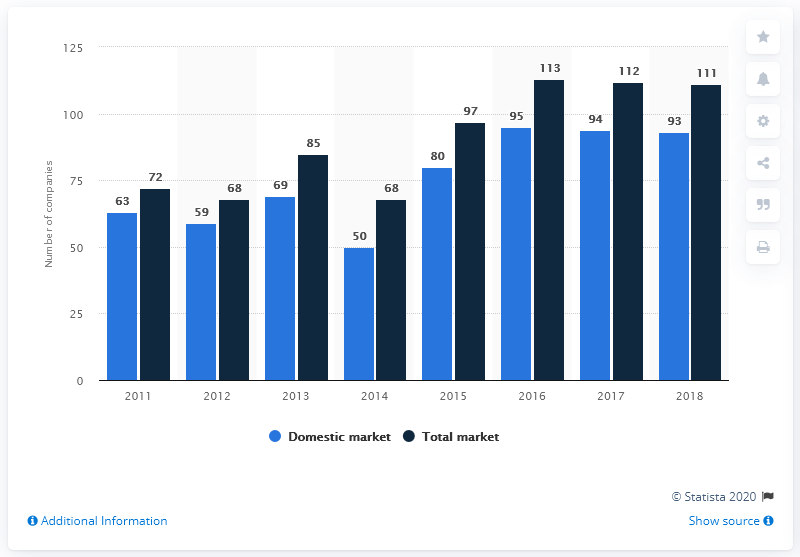 125
100
75
50
25
0
Number of companies
63 72
59 68
69 85
50 68
80 97
95 113
94 112
93 111
2011 2012 2013 2014 2015 2016 2017 2018
Domestic market Total market
© Statista 2020
Additional Information Show source